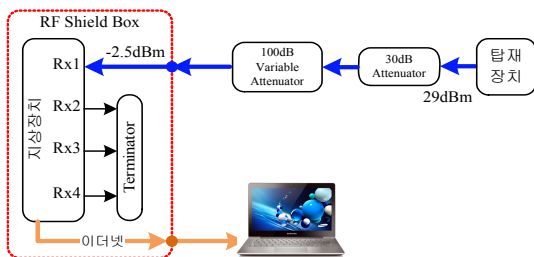 RF Shield Box
-2.5dBm
Rx1
Rx2
Rx3
Rx4
지상장치
Terminator
100dB
Variable
Attenuator
30dB
Attenuator
29dBm
탑재
장치
이더넷